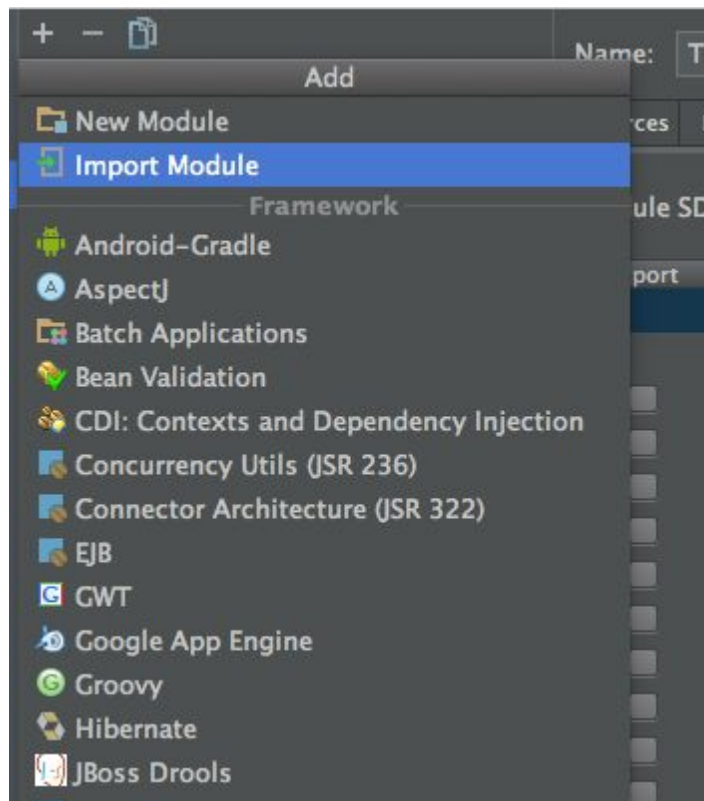 Name: T
Add
New Module
rces
Import Module
Framework
ule SD
Android-Gradle
port
AspectJ
Batch Applications
Bean Validation
CDI: Contexts and Dependency Injection
Concurrency Utils (JSR 236)
Connector Architecture (JSR 322)
EJB
G GWT
Google App Engine
G Groovy
Hibernate
JBoss Drools